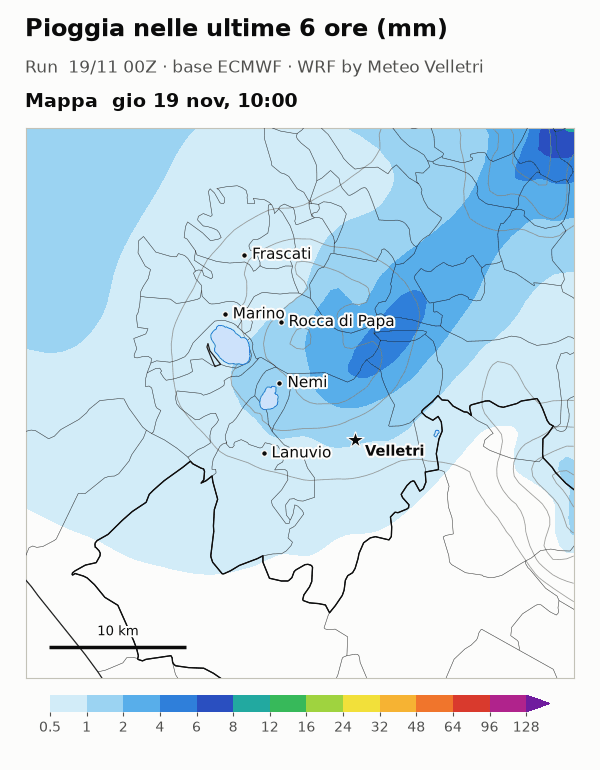 Pioggia nelle ultime 6 ore (mm)
Run  19/11 00Z · base ECMWF · WRF by Meteo Velletri
Mappa  gio 19 nov, 10:00
Frascati
Marino
Rocca di Papa
Nemi
Velletri
Lanuvio
10 km
0.5 1 2 4 6 8 12 16 24 32 48 64 96 128